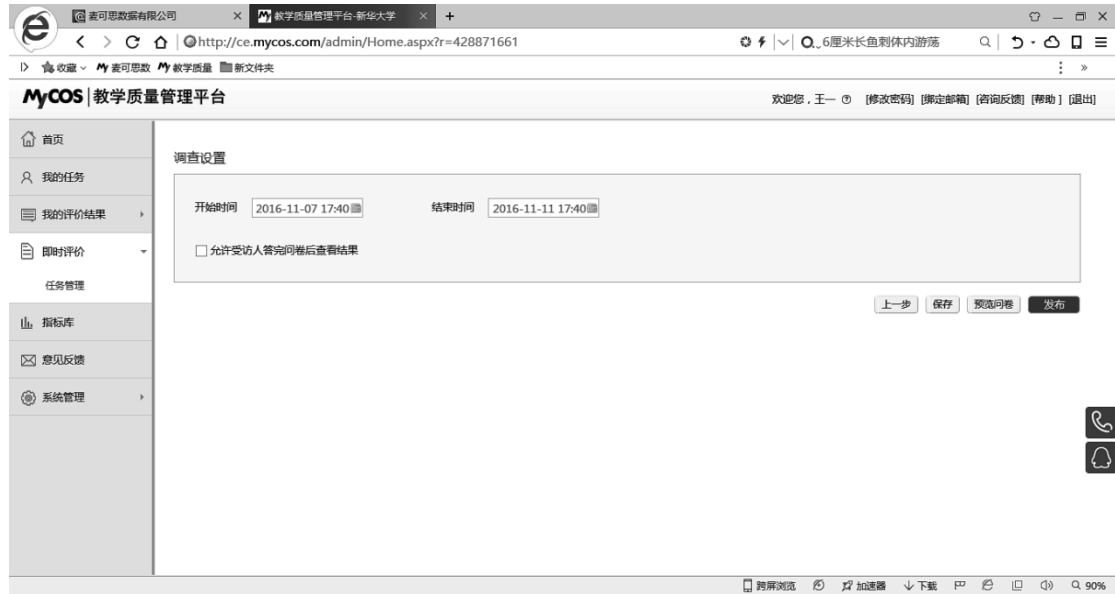 麦可思数据有限公司 × My 教学质量管理平台-新华大学 × +
http://ce.mycos.com/admin/Home.aspx?r=428871661 6厘米长鱼刺体内游荡
收藏 My 麦可思数 My 教学质量 新文件夹
MyCOS 教学质量管理平台 欢迎您，王一 [修改密码] [绑定邮箱] [咨询反馈] [帮助] [退出]
首页
我的任务
我的评价结果
即时评价
任务管理
指标库
意见反馈
系统管理
调查设置
开始时间 2016-11-07 17:40 结束时间 2016-11-11 17:40
允许受访人答完问卷后查看结果
上一步 保存 预览问卷 发布
跨屏浏览 加速器 下载 90%